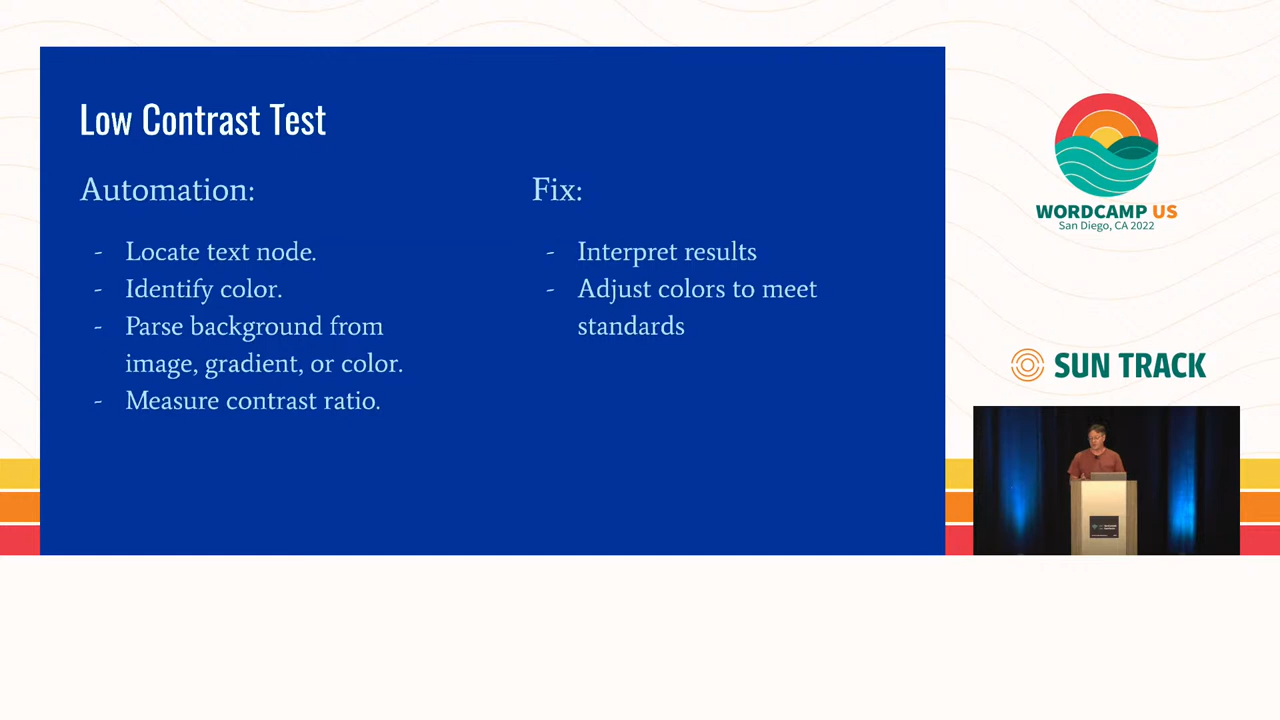 Low Contrast Test
Automation:
- Locate text node.
- Identify color.
- Parse background from
image, gradient, or color.
- Measure contrast ratio.
Fix:
- Interpret results
- Adjust colors to meet
standards
WORDCAMP US
San Diego, CA 2022
SUN TRACK